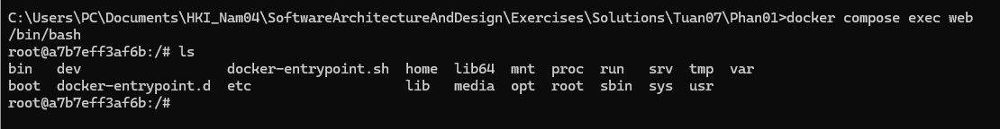 C:\Users\PC\Documents\HKI_Nam04\SoftwareArchitectureAndDesign\Exercises\Solutions\Tuan07\Phan01>docker compose exec web
/bin/bash
root@a7b7eff3af6b:/# ls
bin   dev                  docker-entrypoint.sh  home  lib64  mnt  proc  run   srv  tmp  var
boot  docker-entrypoint.d  etc                   lib   media  opt  root  sbin  sys  usr
root@a7b7eff3af6b:/#